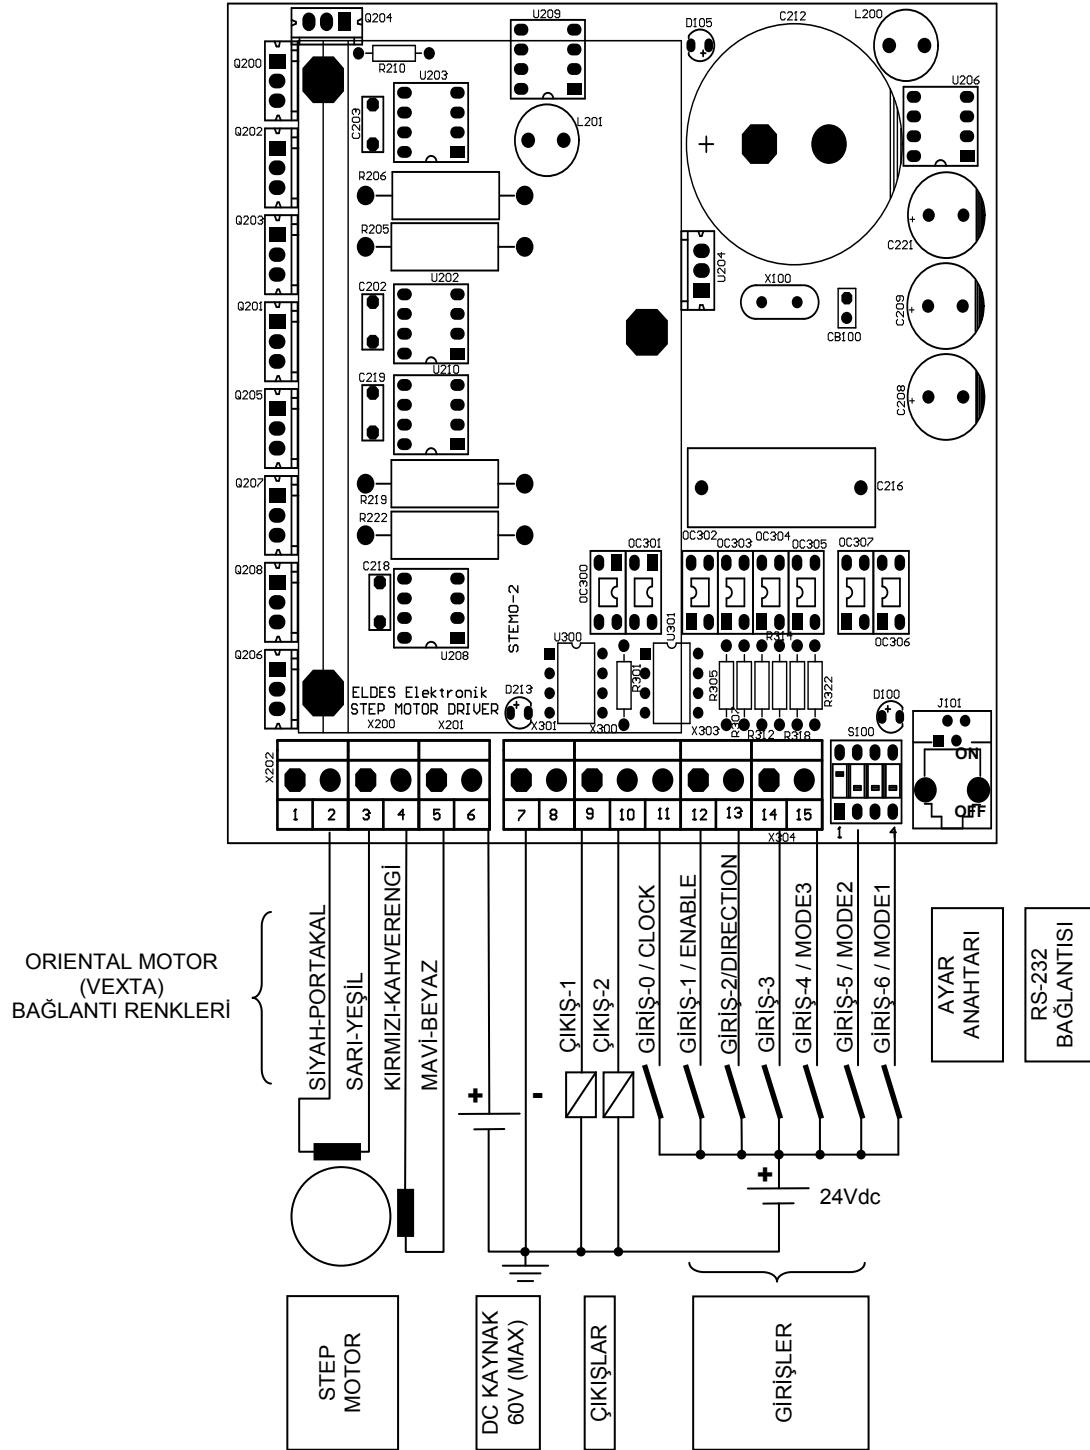 Q204
U209
D105
C212
L200
Q200
R210
U203
U206
C203
L201
Q202
R206
Q203
R205
U204
C221
U202
C202
X100
Q201
C209
CB100
U210
C219
Q205
C208
R219
C216
Q207
R222
OC302
OC303
OC304
OC305
OC307
OC301
OC300
C218
Q208
STEMO-2
U301
U300
OC306
U208
R314
Q206
R301
R305
R322
ELDES Elektronik
STEP MOTOR DRIVER
D213
D100
J101
X200
X201
X301
X300
X303
R307
R312
R318
S100
X202
ON
OFF
1 2 3 4 5 6 7 8 9 10 11 12 13 14 15
X304
1 4
SİYAH-PORTAKAL
SARI-YEŞİL
KIRMIZI-KAHVERENGİ
MAVİ-BEYAZ
ÇIKIŞ-1
ÇIKIŞ-2
GİRİŞ-0 / CLOCK
GİRİŞ-1 / ENABLE
GİRİŞ-2/DIRECTION
GİRİŞ-3
GİRİŞ-4 / MODE3
GİRİŞ-5 / MODE2
GİRİŞ-6 / MODE1
AYAR
ANAHTARI
RS-232
BAĞLANTISI
ORIENTAL MOTOR
(VEXTA)
BAĞLANTI RENKLERİ
+
-
+
24Vdc
STEP
MOTOR
DC KAYNAK
60V (MAX)
ÇIKIŞLAR
GİRİŞLER